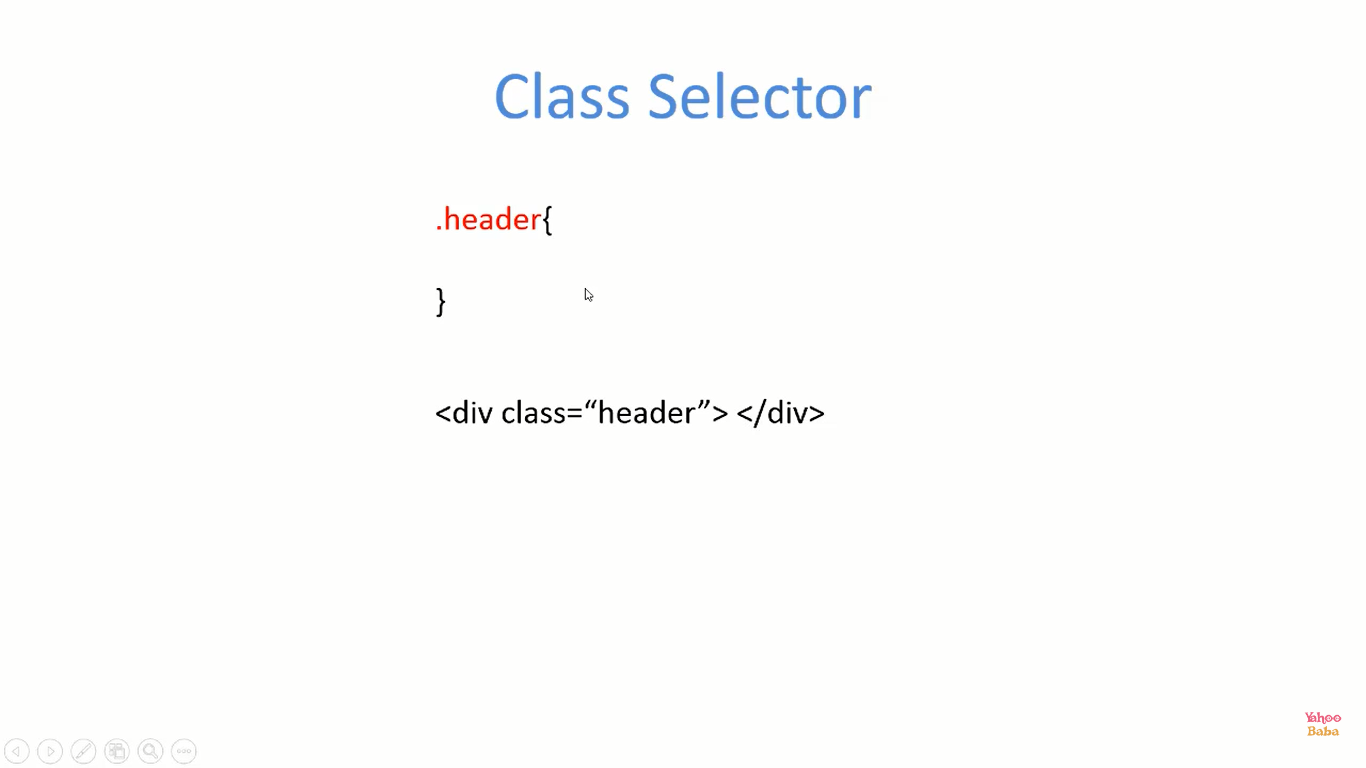 Class Selector
.header{
}
<div class=“header”> </div>
Yahoo
Baba